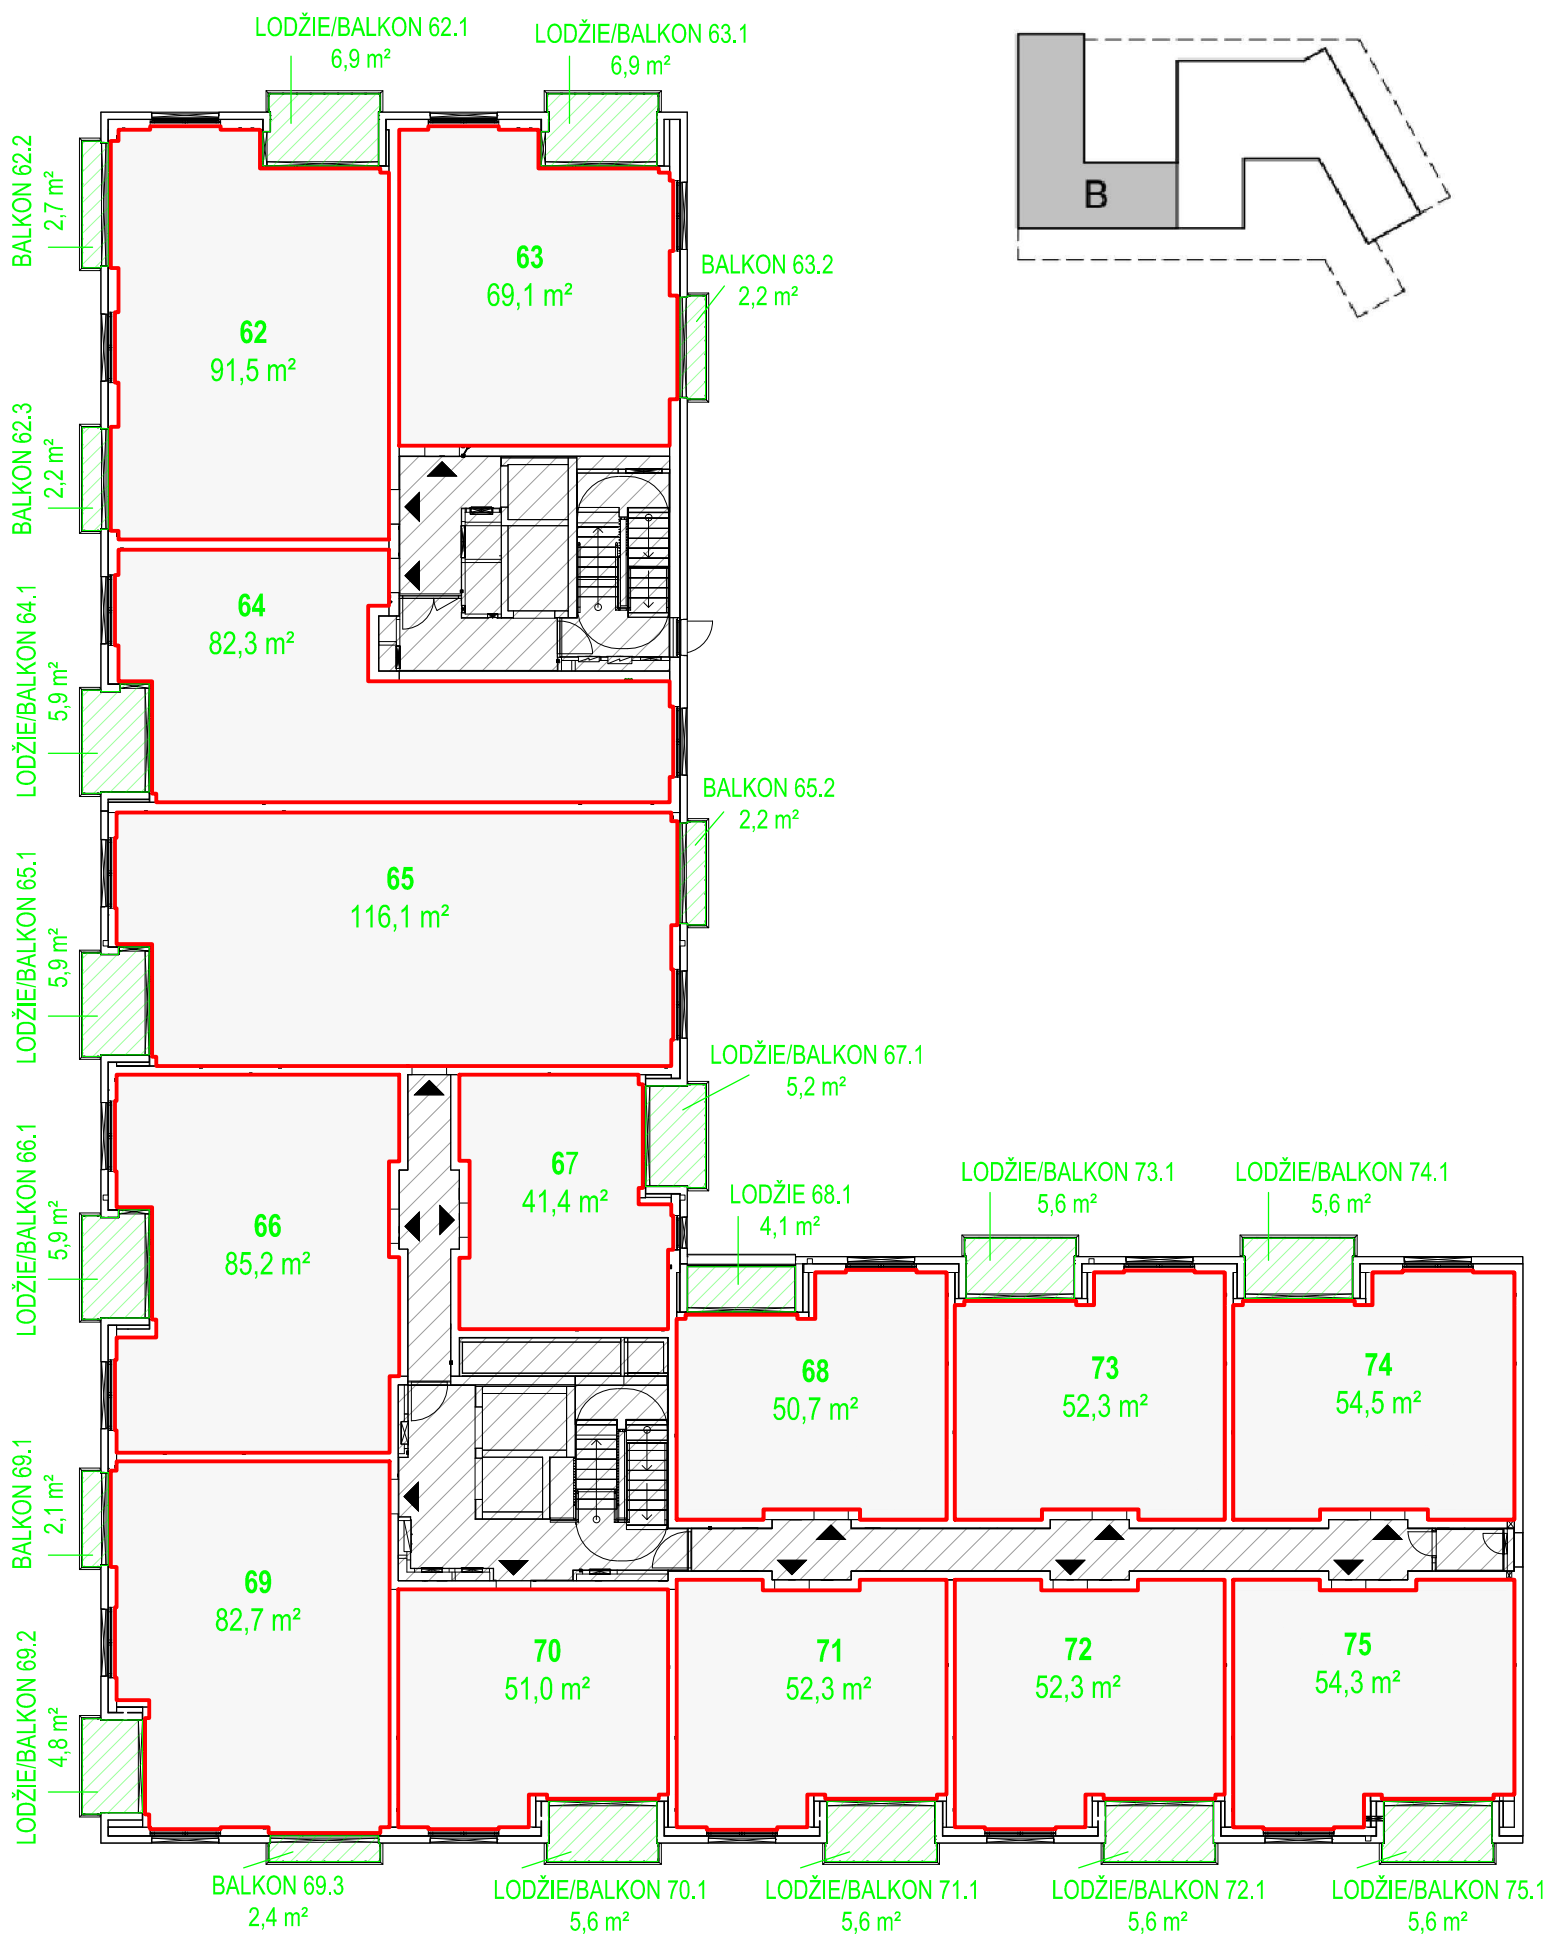 LODŽIE/BALKON 62.1
6,9 m²
LODŽIE/BALKON 63.1
6,9 m²
B
BALKON 62.2
2,7 m²
63
69,1 m²
BALKON 63.2
2,2 m²
62
91,5 m²
BALKON 62.3
2,2 m²
64
82,3 m²
LODŽIE/BALKON 64.1
5,9 m²
BALKON 65.2
2,2 m²
65
116,1 m²
LODŽIE/BALKON 65.1
5,9 m²
LODŽIE/BALKON 67.1
5,2 m²
67
41,4 m²
LODŽIE 68.1
4,1 m²
LODŽIE/BALKON 73.1
5,6 m²
LODŽIE/BALKON 74.1
5,6 m²
66
85,2 m²
LODŽIE/BALKON 66.1
5,9 m²
68
50,7 m²
73
52,3 m²
74
54,5 m²
BALKON 69.1
2,1 m²
69
82,7 m²
70
51,0 m²
71
52,3 m²
72
52,3 m²
75
54,3 m²
LODŽIE/BALKON 69.2
4,8 m²
BALKON 69.3
2,4 m²
LODŽIE/BALKON 70.1
5,6 m²
LODŽIE/BALKON 71.1
5,6 m²
LODŽIE/BALKON 72.1
5,6 m²
LODŽIE/BALKON 75.1
5,6 m²